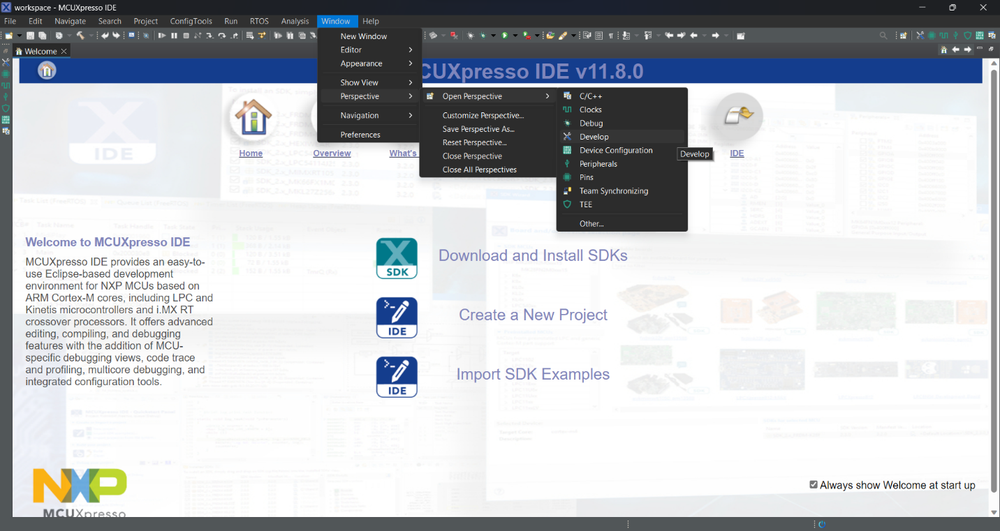 workspace - MCUXpresso IDE
File Edit Navigate Search Project ConfigTools Run RTOS Analysis Window Help
Welcome
CUXpresso IDE v11.8.0
New Window
Editor
Appearance
Show View
Perspective
Navigation
Preferences
Open Perspective
Customize Perspective...
Save Perspective As...
Reset Perspective...
Close Perspective
Close All Perspectives
C/C++
Clocks
Debug
Develop
Device Configuration
Peripherals
Pins
Team Synchronizing
TEE
Other...
Develop
IDE
Home
Overview
What's
IDE
Welcome to MCUXpresso IDE
MCUXpresso IDE provides an easy-to-
use Eclipse-based development
environment for NXP MCUs based on
ARM Cortex-M cores, including LPC and
Kinetis microcontrollers and i.MX RT
crossover processors. It offers advanced
editing, compiling, and debugging
features with the addition of MCU-
specific debugging views, code trace
and profiling, multicore debugging, and
integrated configuration tools.
SDK
Download and Install SDKs
IDE
Create a New Project
IDE
Import SDK Examples
Always show Welcome at start up
NXP
MCUXpresso